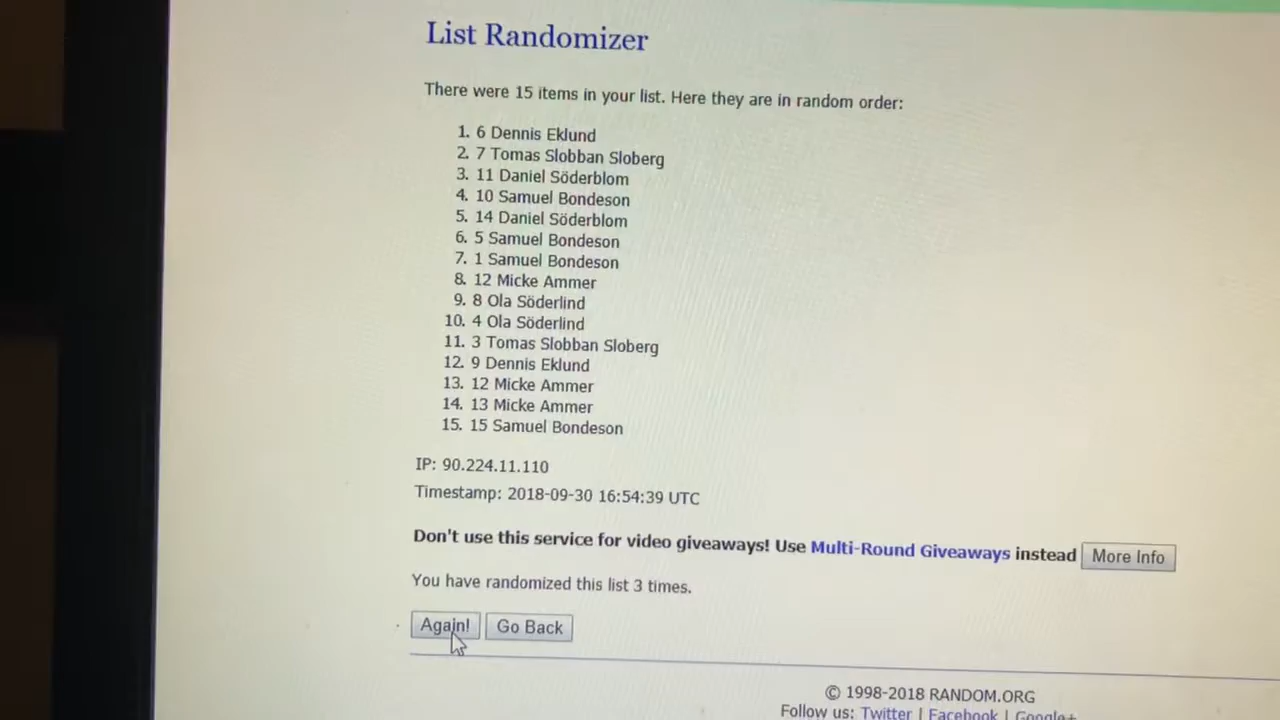 List Randomizer
There were 15 items in your list. Here they are in random order:
1. 6 Dennis Eklund
2. 7 Tomas Slobban Sloberg
3. 11 Daniel Söderblom
4. 10 Samuel Bondeson
5. 14 Daniel Söderblom
6. 5 Samuel Bondeson
7. 1 Samuel Bondeson
8. 12 Micke Ammer
9. 8 Ola Söderlind
10. 4 Ola Söderlind
11. 3 Tomas Slobban Sloberg
12. 9 Dennis Eklund
13. 12 Micke Ammer
14. 13 Micke Ammer
15. 15 Samuel Bondeson
IP: 90.224.11.110
Timestamp: 2018-09-30 16:54:39 UTC
Don't use this service for video giveaways! Use Multi-Round Giveaways instead More Info
You have randomized this list 3 times.
Again! Go Back
© 1998-2018 RANDOM.ORG
Follow us: Twitter | Facebook | Google+